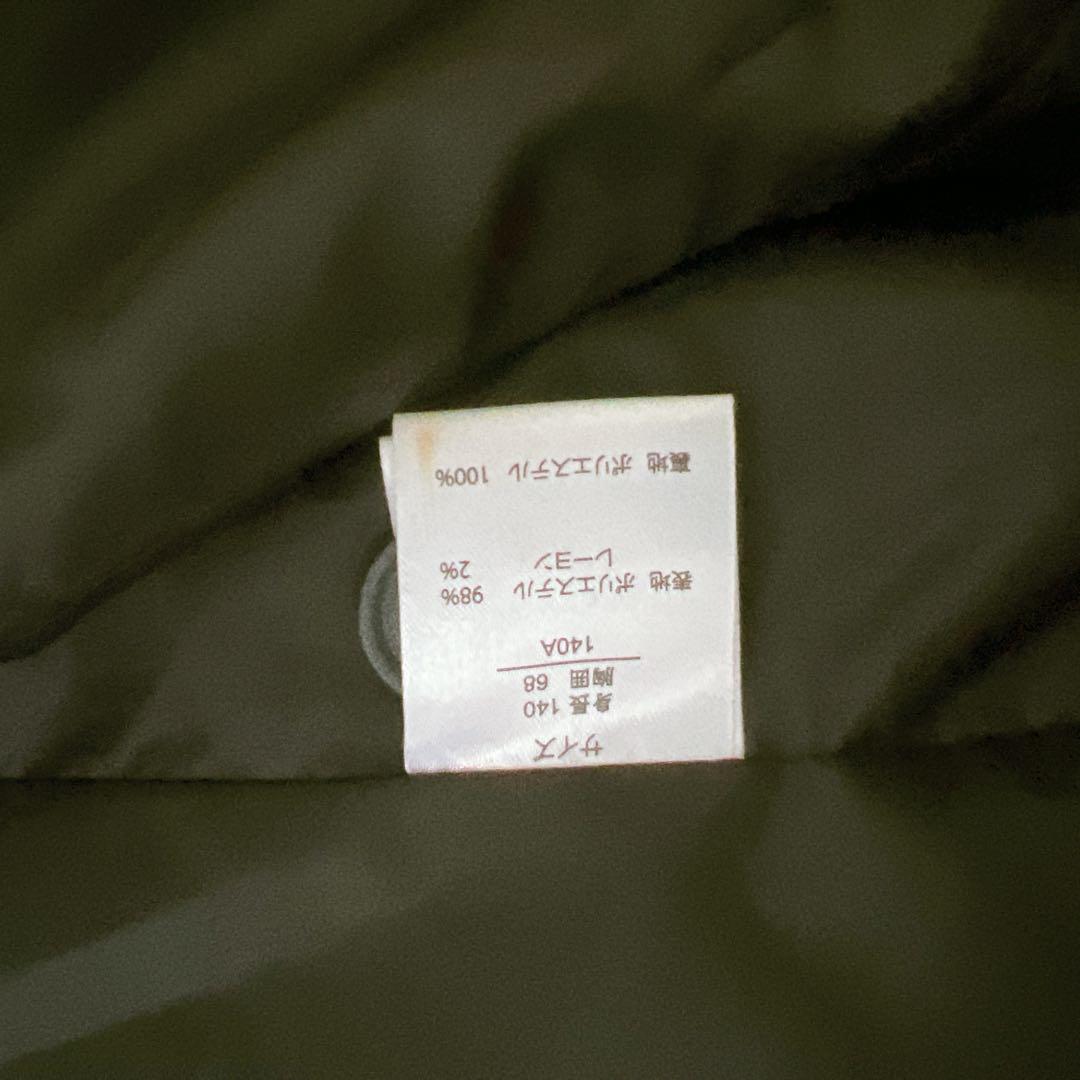 サイズ
身長 140
胸囲 68
140A
表地 ポリエステル 98%
レーヨン 2%
裏地 ポリエステル 100%